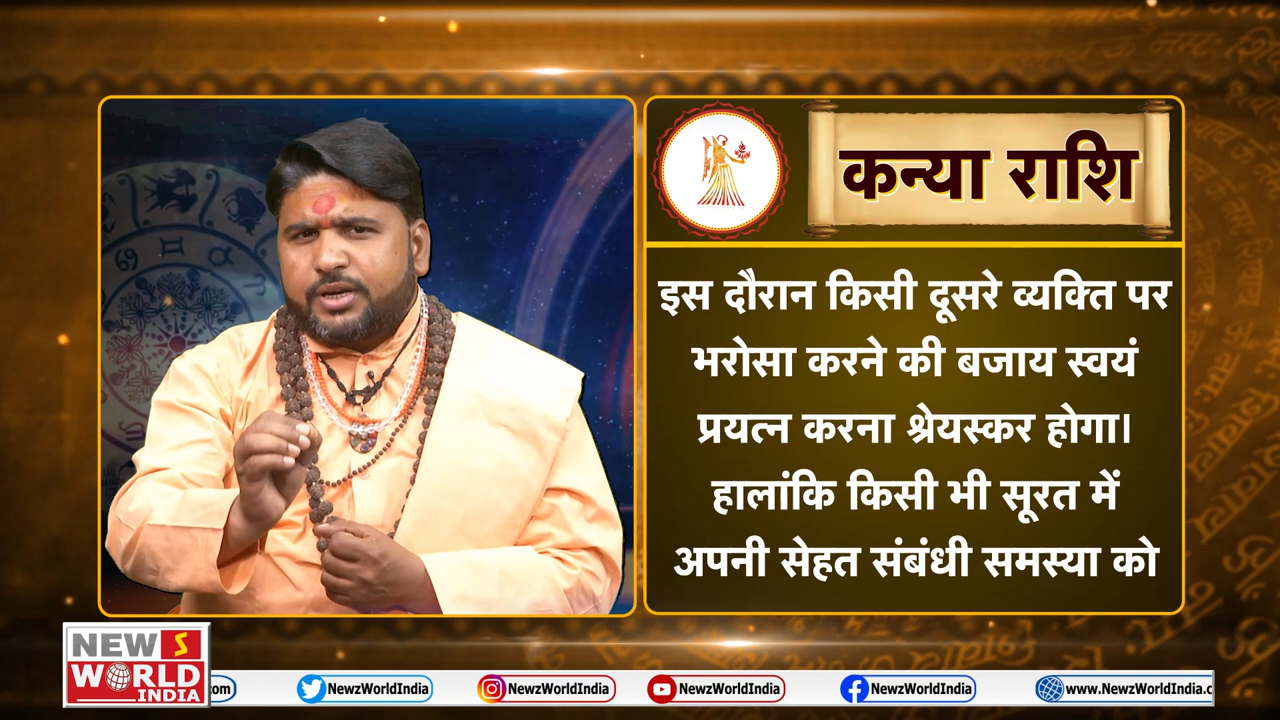 कन्या राशि
इस दौरान किसी दूसरे व्यक्ति पर
भरोसा करने की बजाय स्वयं
प्रयत्न करना श्रेयस्कर होगा।
हालांकि किसी भी सूरत में
अपनी सेहत संबंधी समस्या को
NEWS
WORLD
INDIA
.com NewzWorldIndia NewzWorldIndia NewzWorldIndia NewzWorldIndia www.NewzWorldIndia.c